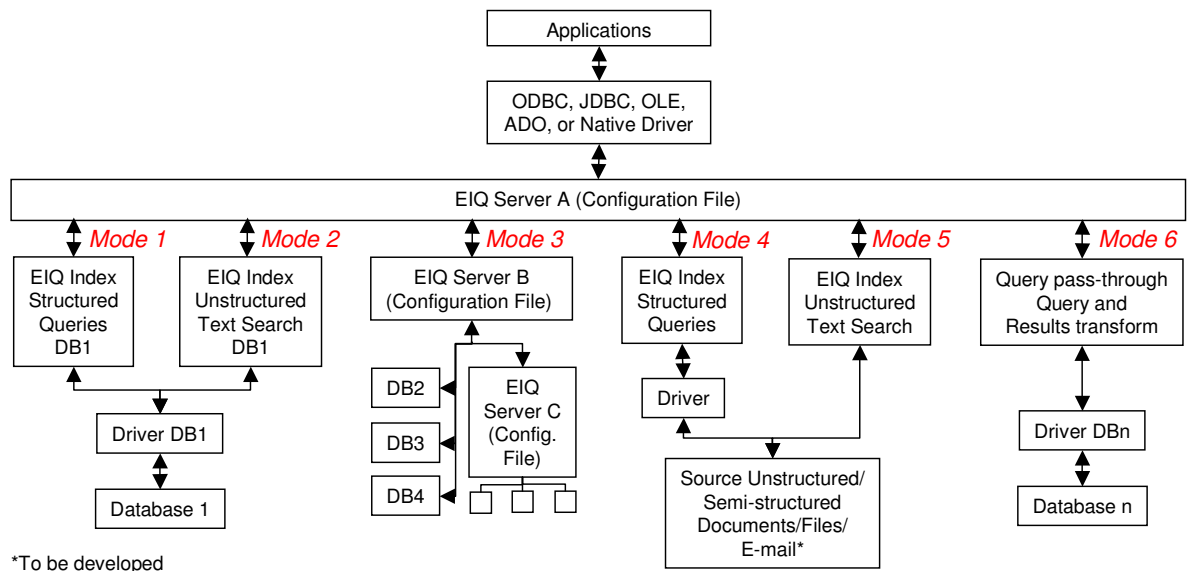 Applications
ODBC, JDBC, OLE,
ADO, or Native Driver
EIQ Server A (Configuration File)
Mode 1
Mode 2
Mode 3
Mode 4
Mode 5
Mode 6
EIQ Index
Structured
Queries
DB1
EIQ Index
Unstructured
Text Search
DB1
EIQ Server B
(Configuration File)
EIQ Index
Structured
Queries
EIQ Index
Unstructured
Text Search
Query pass-through
Query and
Results transform
DB2
DB3
DB4
EIQ
Server C
(Config.
File)
Driver
Driver DB1
Driver DBn
Database 1
Source Unstructured/
Semi-structured
Documents/Files/
E-mail*
Database n
*To be developed